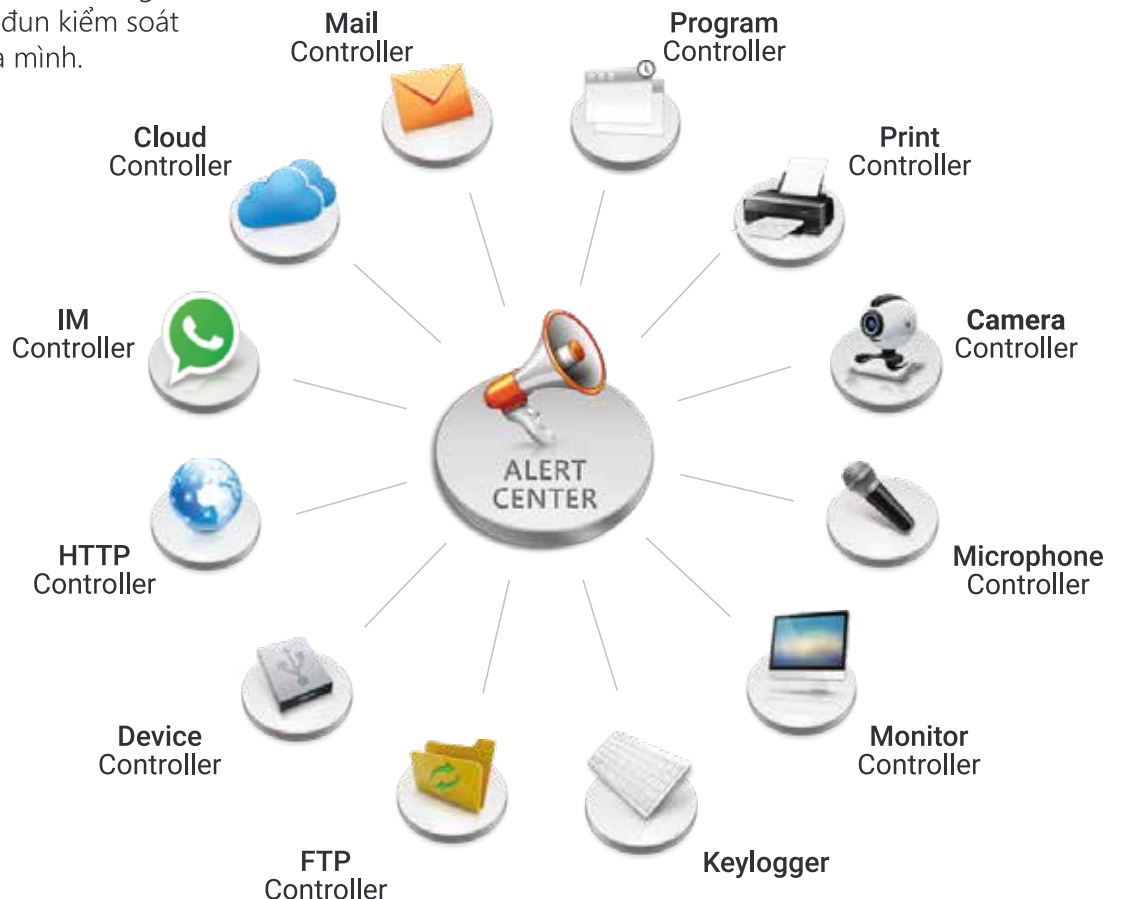 đun kiểm soát
mình.
Mail
Controller
Program
Controller
Cloud
Controller
Print
Controller
IM
Controller
Camera
Controller
ALERT
CENTER
HTTP
Controller
Microphone
Controller
Device
Controller
Monitor
Controller
FTP
Controller
Keylogger